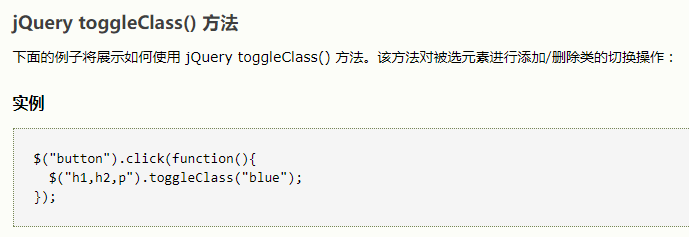 jQuery toggleClass() 方法
下面的例子将展示如何使用 jQuery toggleClass() 方法。该方法对被选元素进行添加/删除类的切换操作：
实例
$("button").click(function(){
  $("h1,h2,p").toggleClass("blue");
});